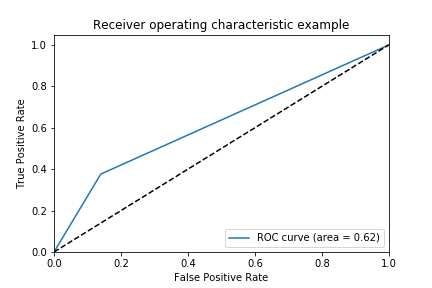 Receiver operating characteristic example
True Positive Rate
1.0
0.8
0.6
0.4
0.2
0.0
ROC curve (area = 0.62)
0.0 0.2 0.4 0.6 0.8 1.0
False Positive Rate